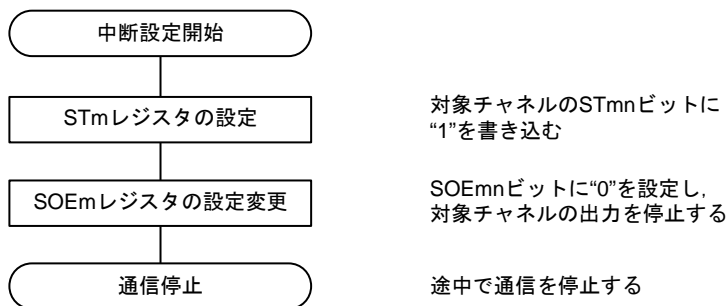 中断設定開始
STmレジスタの設定
対象チャネルのSTmnビットに
“1”を書き込む
SOEmレジスタの設定変更
SOEmnビットに“0”を設定し,
対象チャネルの出力を停止する
通信停止
途中で通信を停止する